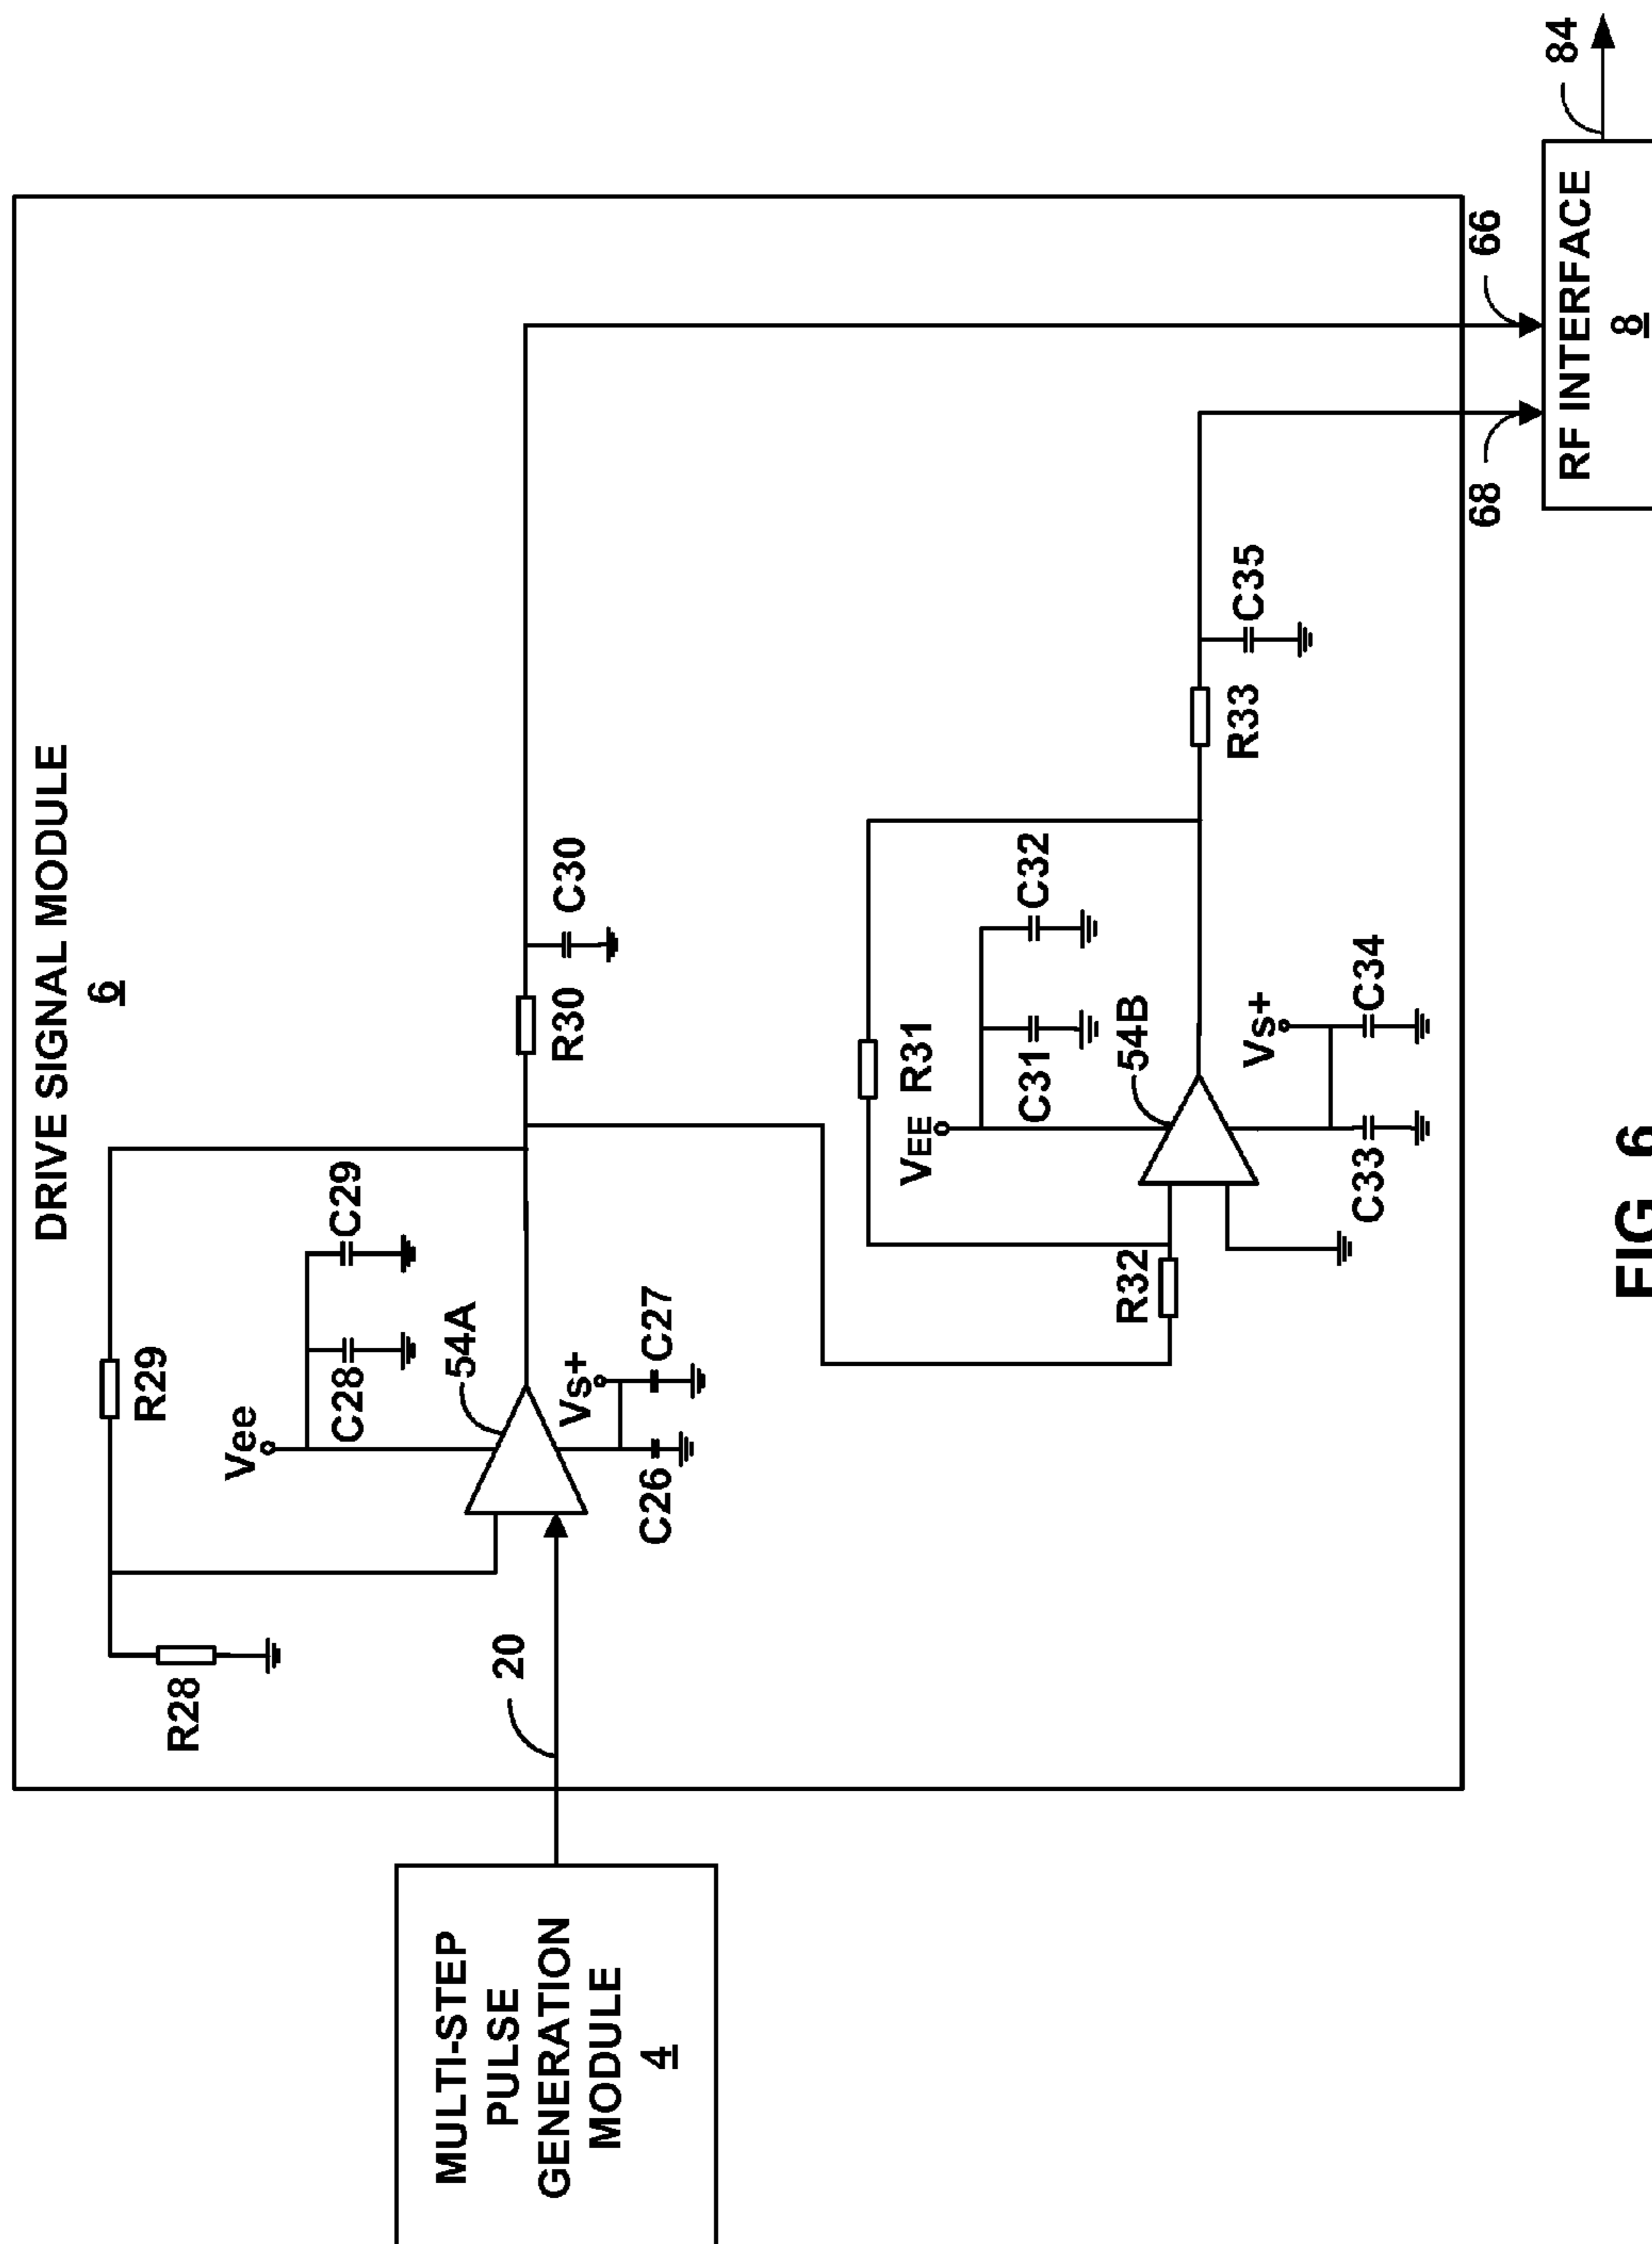 DRIVE SIGNAL MODULE
6
R28
R29
Vee
C28
C29
54A
Vs+
C26
C27
20
MULTI-STEP
PULSE
GENERATION
MODULE
4
R30
C30
R31
VEE
C31
C32
54B
R32
Vs+
C33
C34
R33
C35
68
66
RF INTERFACE
8
84
FIG. 6